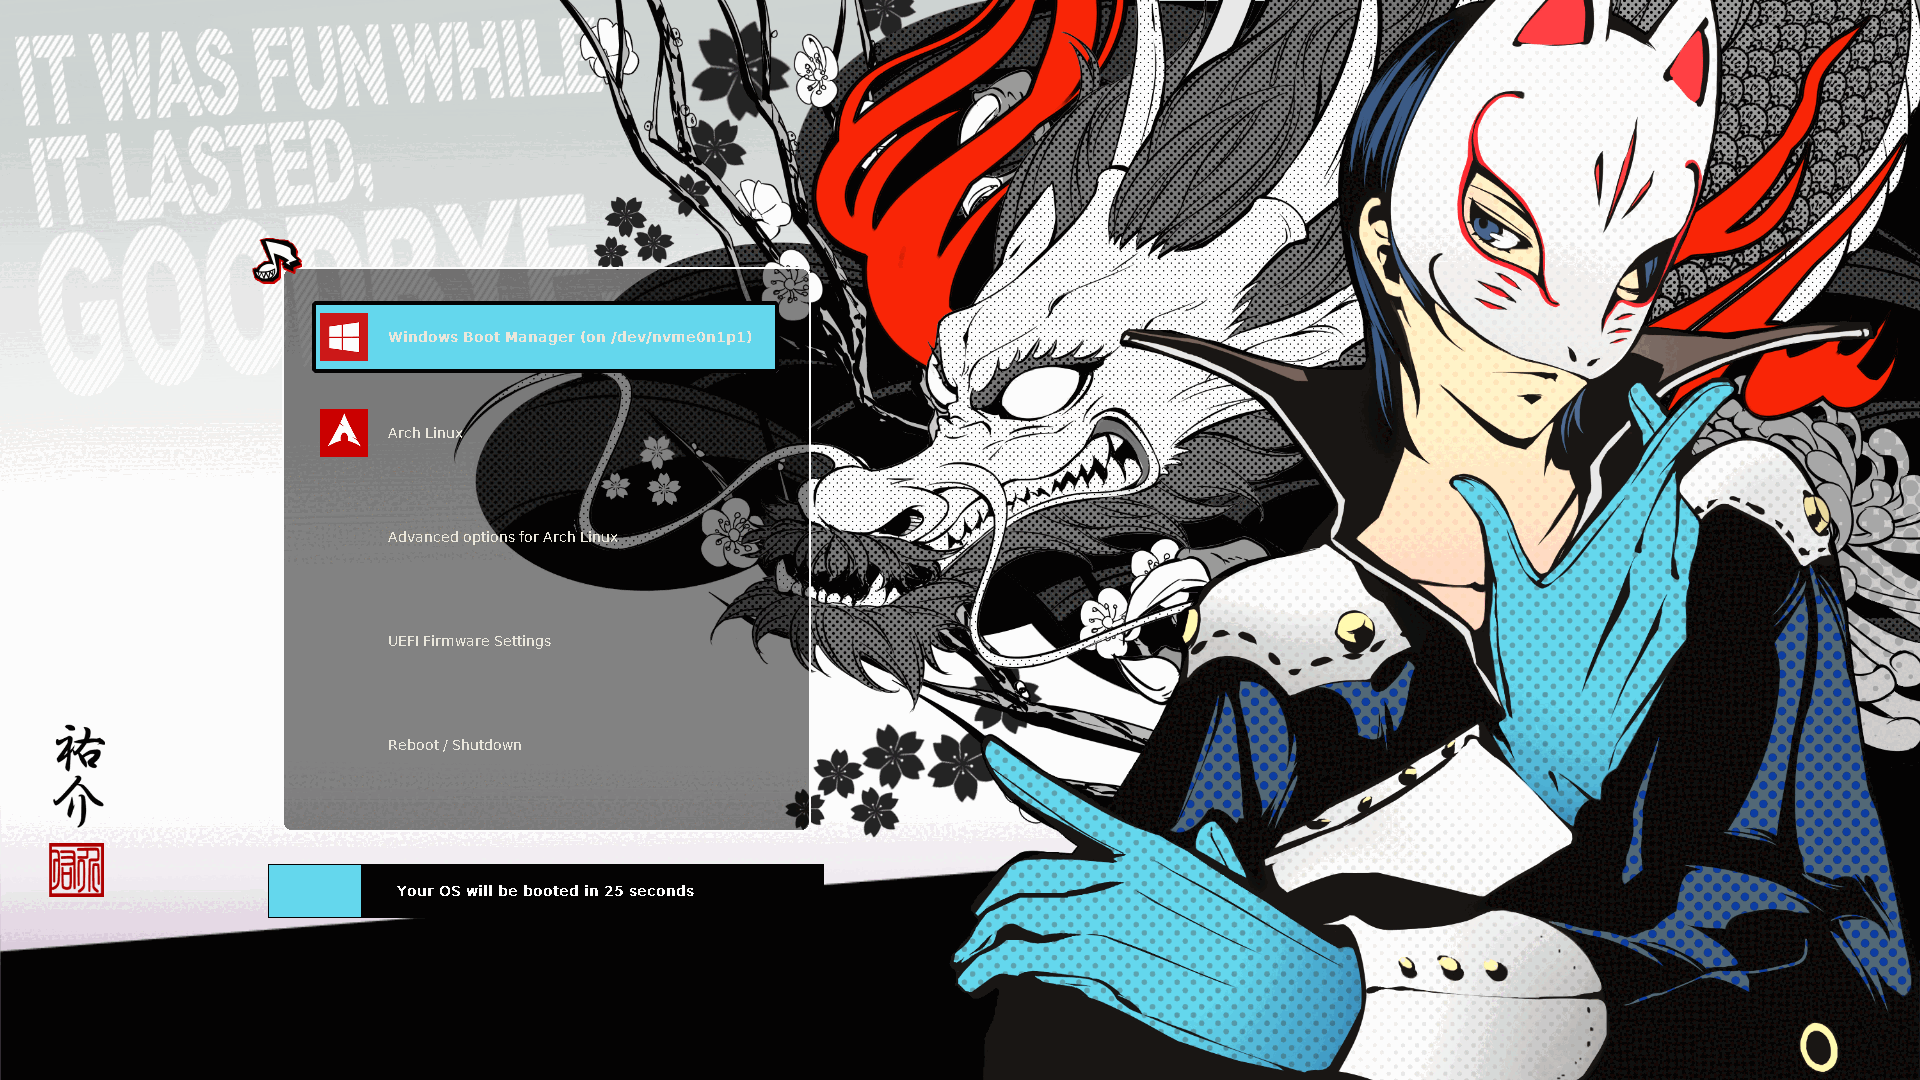 IT WAS FUN WHILE
IT LASTED,
GOODBYE
Windows Boot Manager (on /dev/nvme0n1p1)
Arch Linux
Advanced options for Arch Linux
UEFI Firmware Settings
Reboot / Shutdown
Your OS will be booted in 25 seconds
祐
介